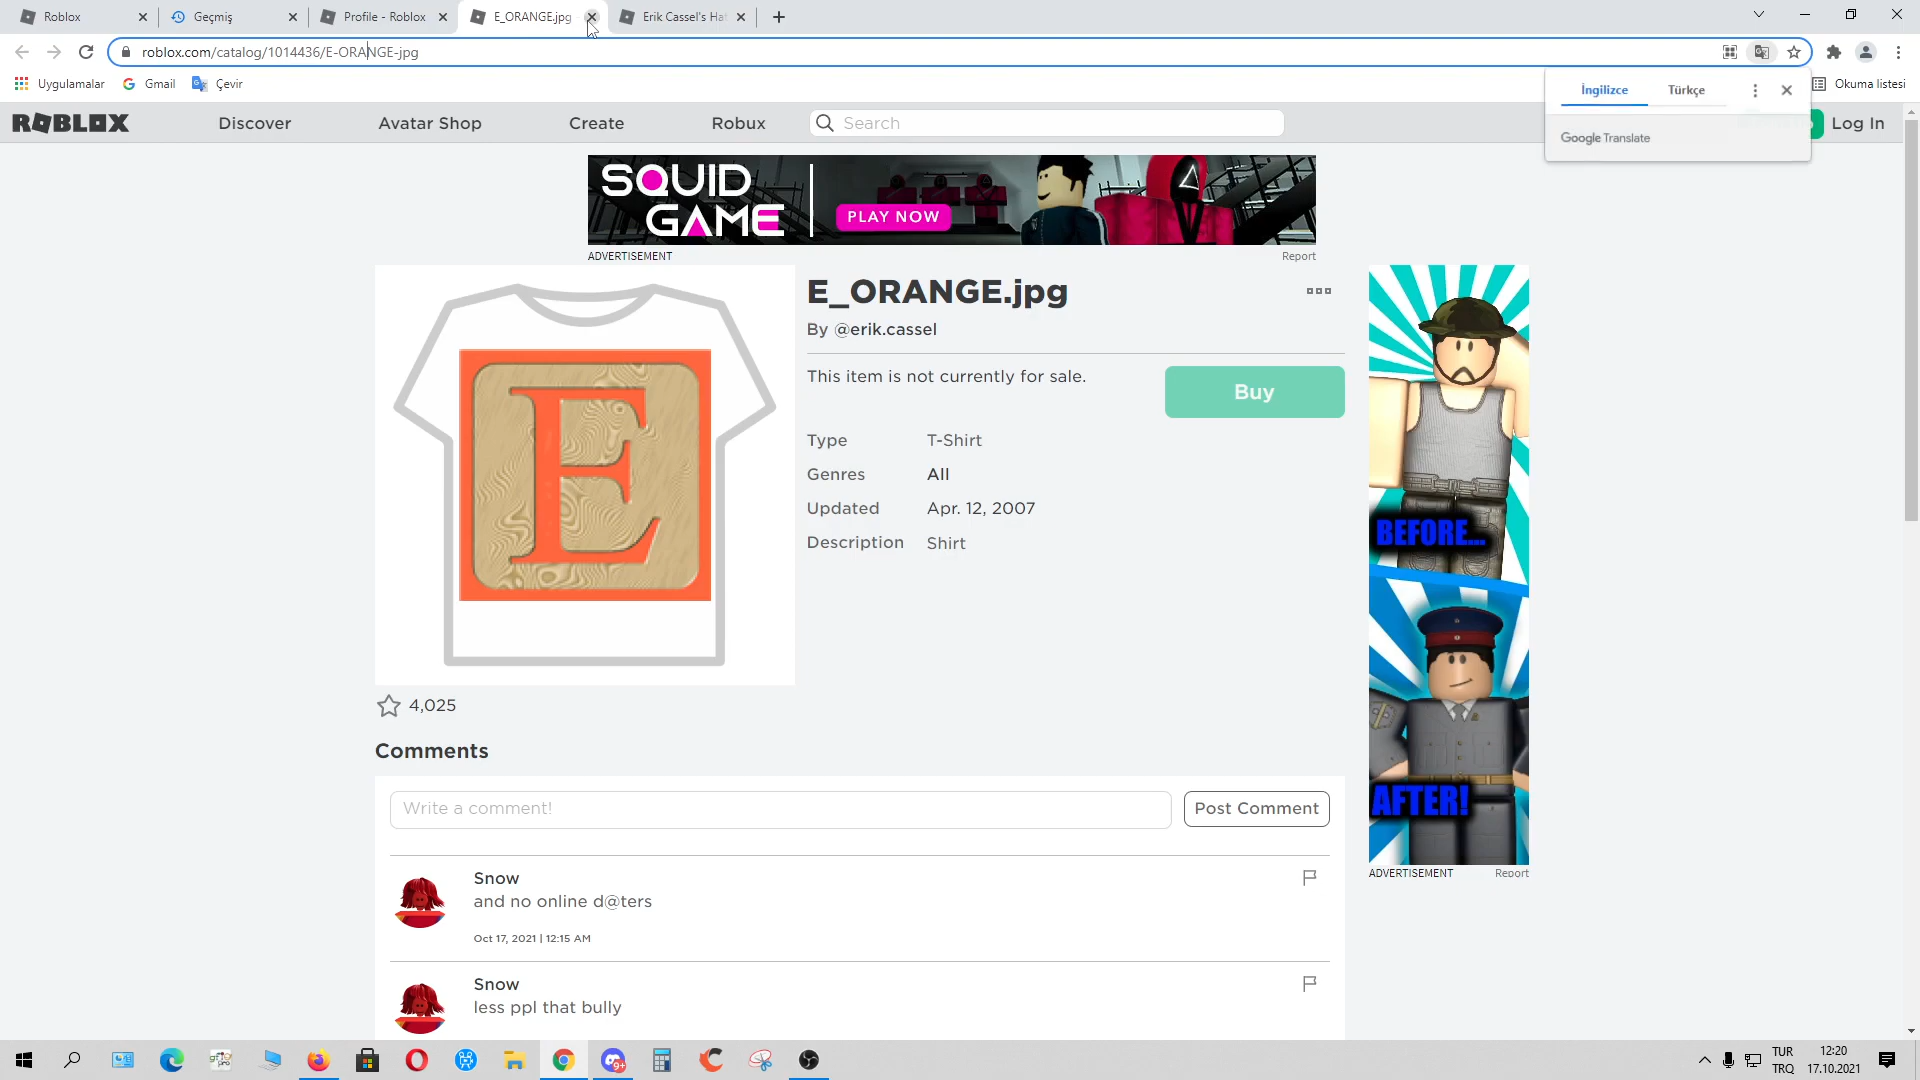 Roblox
Geçmiş
Profile - Roblox
E_ORANGE.jpg
Erik Cassel's Ha
roblox.com/catalog/1014436/E-ORANGE-jpg
Uygulamalar
Gmail
Çevir
Okuma listesi
İngilizce
Türkçe
Google Translate
ROBLOX
Discover
Avatar Shop
Create
Robux
Search
Log In
SQUID
GAME
PLAY NOW
ADVERTISEMENT
Report
E
E_ORANGE.jpg
By @erik.cassel
This item is not currently for sale.
Buy
Type T-Shirt
Genres All
Updated Apr. 12, 2007
Description Shirt
BEFORE...
AFTER!
ADVERTISEMENT
Report
4,025
Comments
Write a comment!
Post Comment
Snow
and no online d@ters
Oct 17, 2021 | 12:15 AM
Snow
less ppl that bully
9+
TUR
TRQ
12:20
17.10.2021